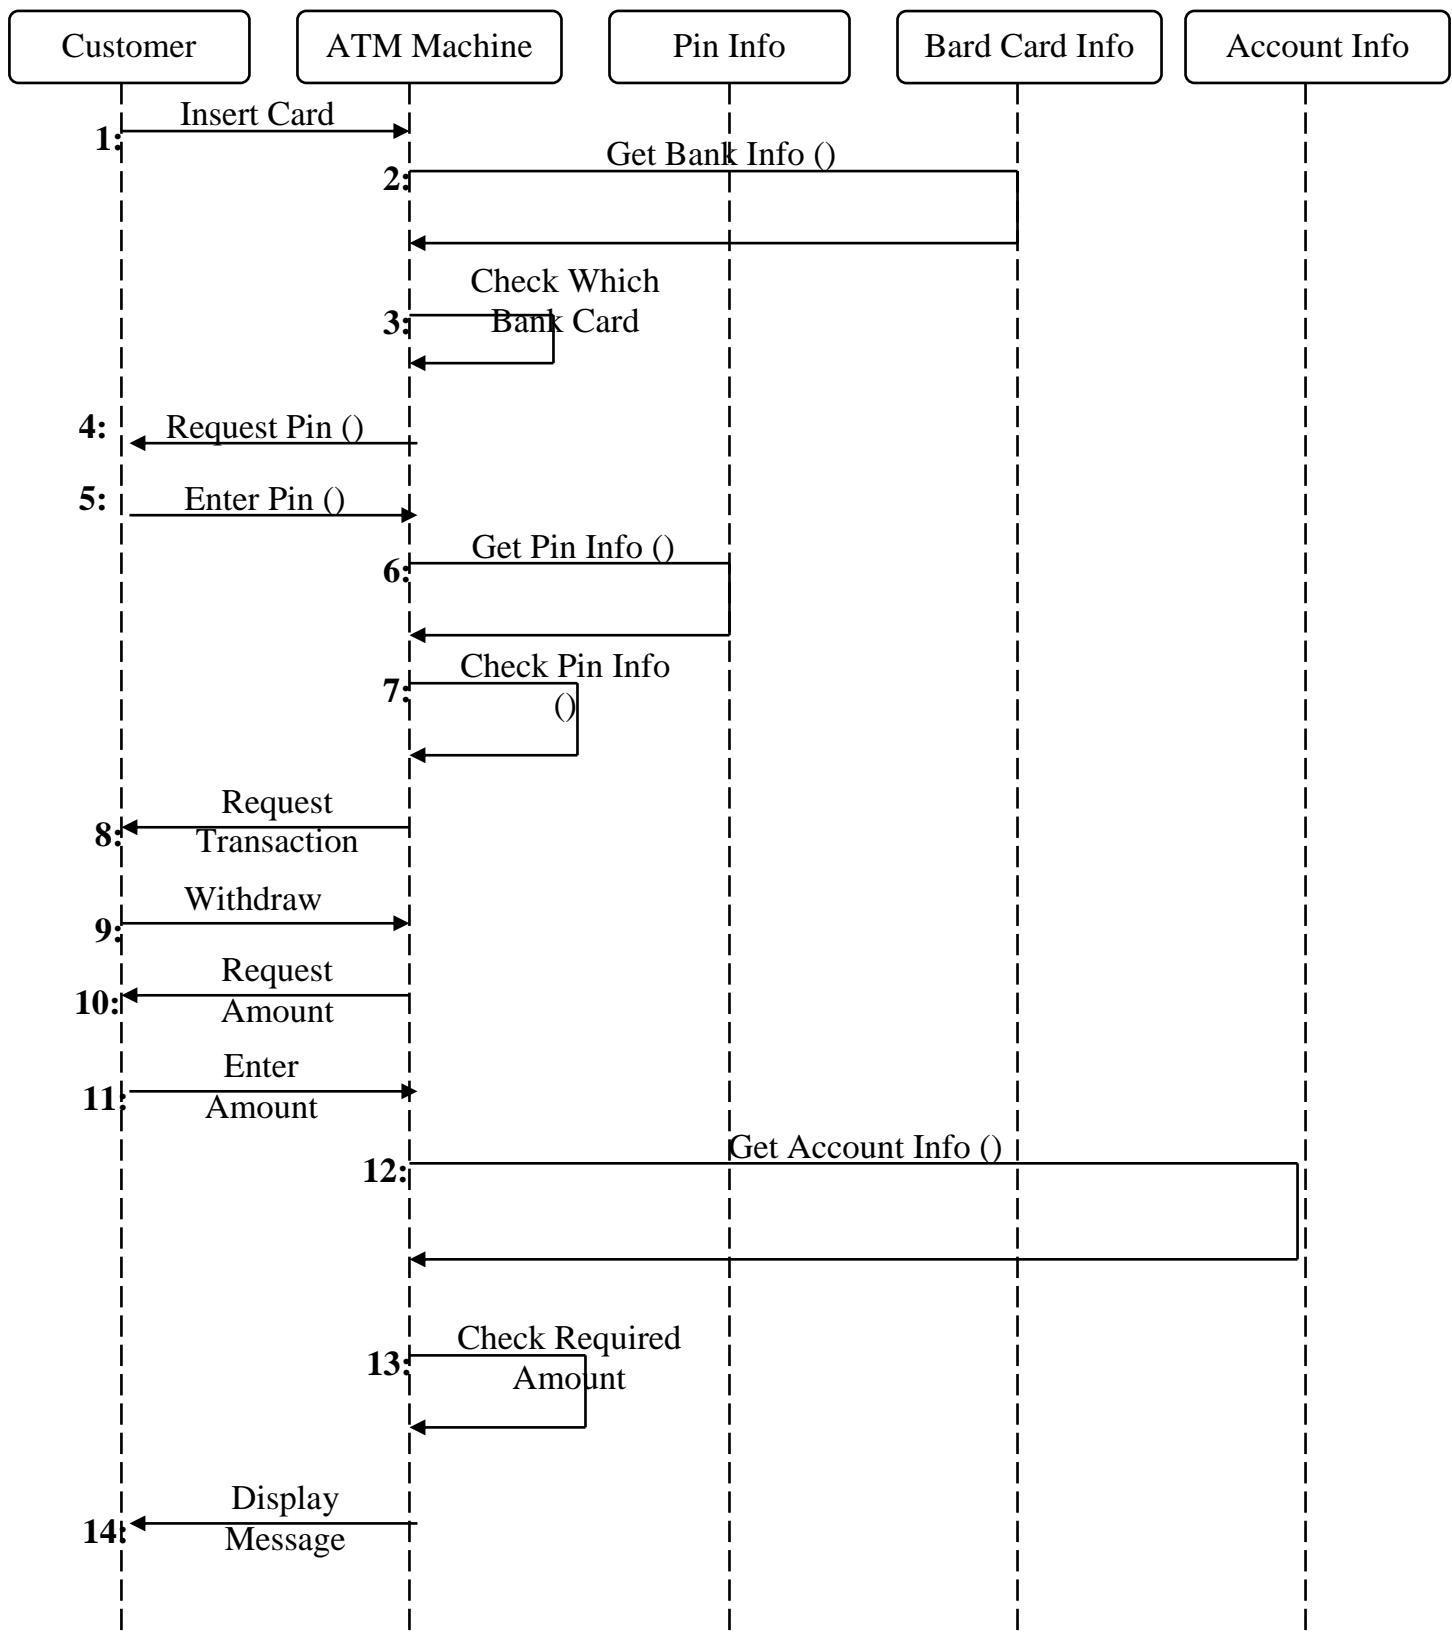 Customer
ATM Machine
Pin Info
Bard Card Info
Account Info
1:
Insert Card
2:
Get Bank Info ()
3:
Check Which
Bank Card
4:
Request Pin ()
5:
Enter Pin ()
6:
Get Pin Info ()
7:
Check Pin Info
()
8:
Request
Transaction
9:
Withdraw
10:
Request
Amount
11:
Enter
Amount
12:
Get Account Info ()
13:
Check Required
Amount
14:
Display
Message